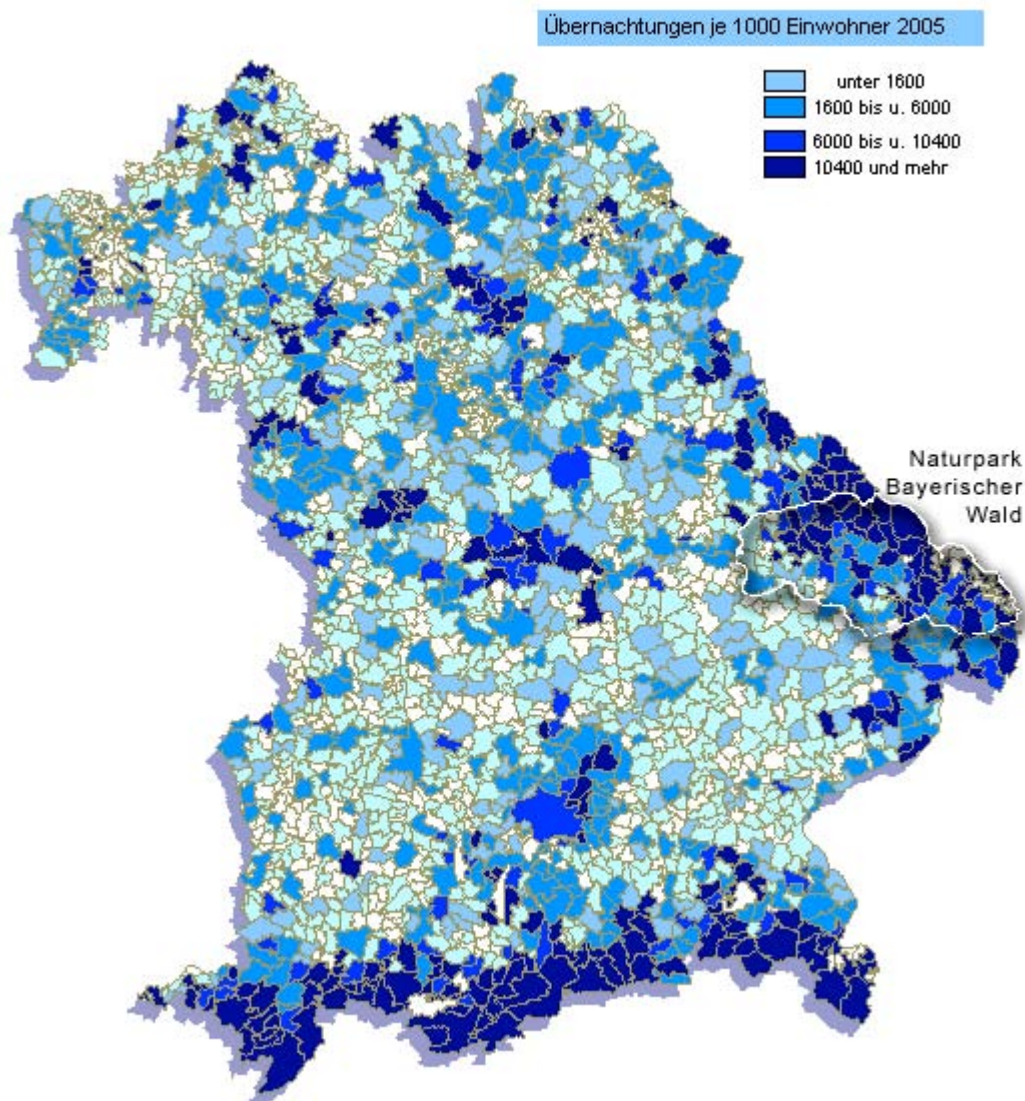 Übernachtungen je 1000 Einwohner 2005
unter 1600
1600 bis u. 6000
6000 bis u. 10400
10400 und mehr
Naturpark
Bayerischer
Wald